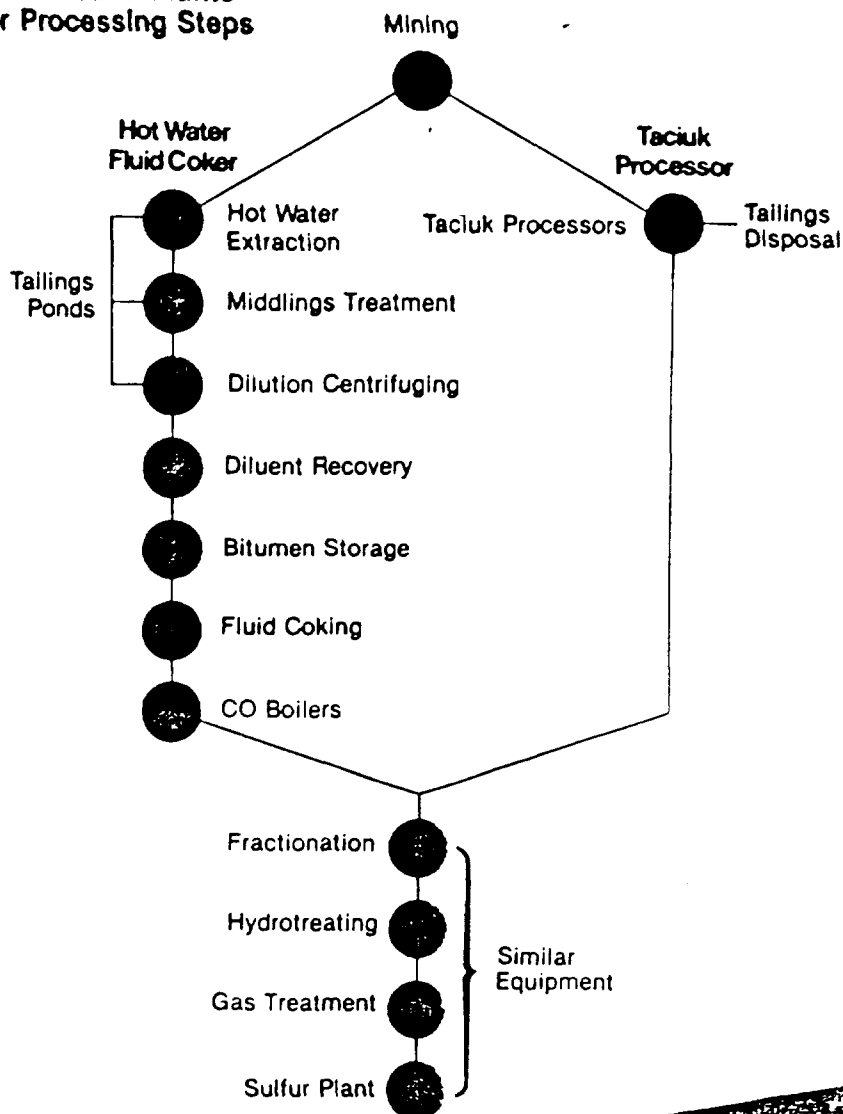 r Processing Steps
Mining
Hot Water
Fluid Coker
Taciuk
Processor
Hot Water
Extraction
Taciuk Processors
Tailings
Disposal
Tailings
Ponds
Middlings Treatment
Dilution Centrifuging
Diluent Recovery
Bitumen Storage
Fluid Coking
CO Boilers
Fractionation
Hydrotreating
Similar
Equipment
Gas Treatment
Sulfur Plant